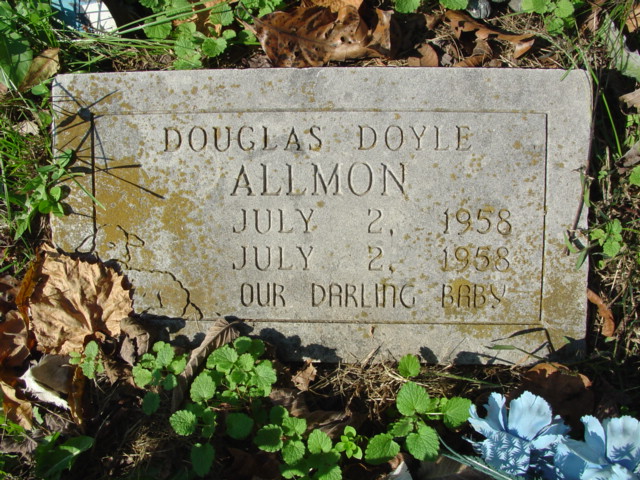 DOUGLAS DOYLE
ALLMON
JULY 2, 1958
JULY 2, 1958
OUR DARLING BABY